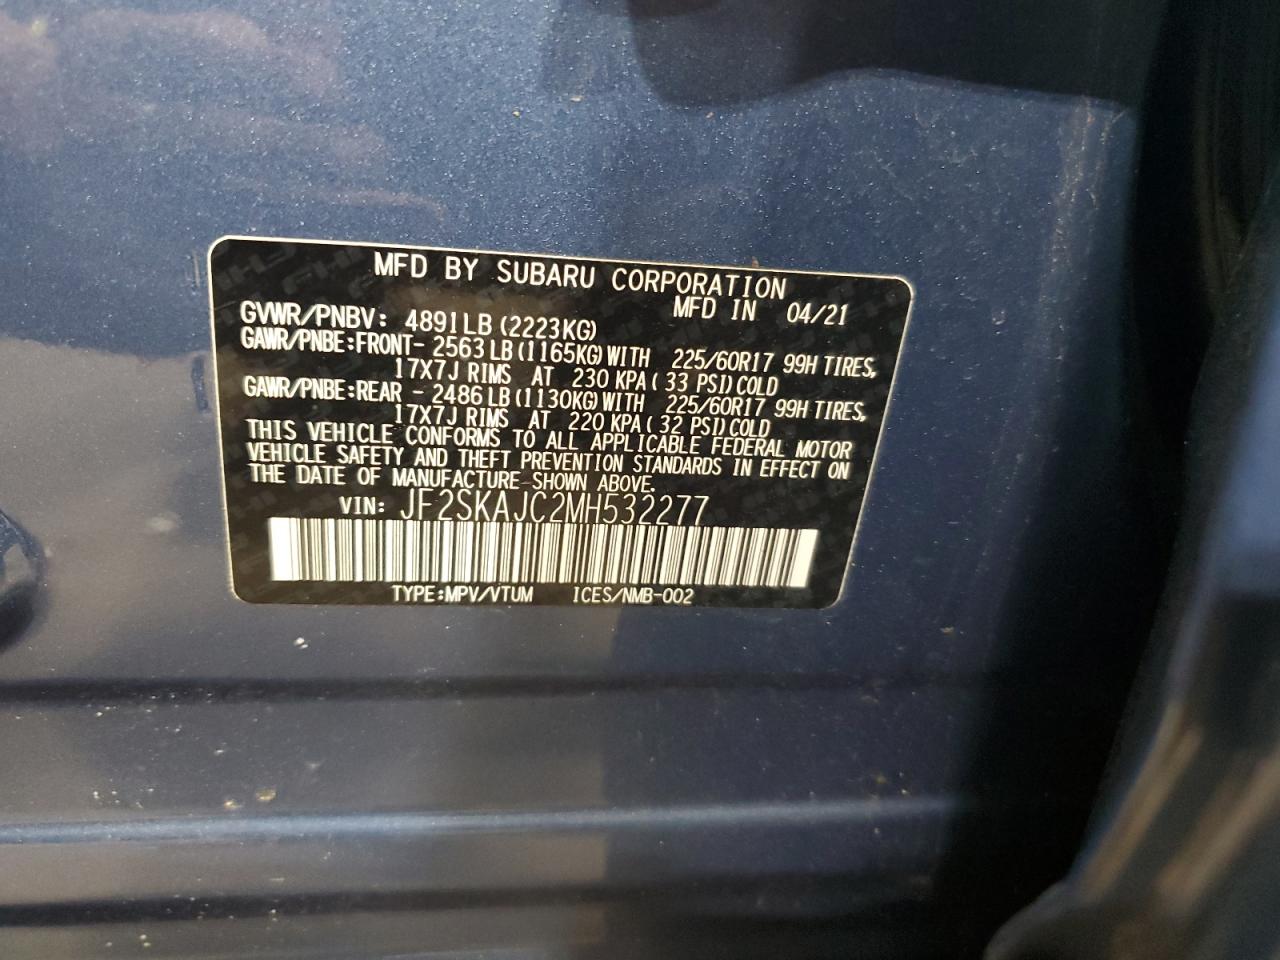 MFD BY SUBARU CORPORATION
MFD IN 04/21
GVWR/PNBV: 4891LB (2223KG)
GAWR/PNBE:FRONT- 2563LB(1165KG)WITH 225/60R17 99H TIRES,
17X7J RIMS AT 230 KPA( 33 PSI) COLD
GAWR/PNBE:REAR - 2486LB(1130KG)WITH 225/60R17 99H TIRES,
17X7J RIMS AT 220 KPA( 32 PSI) COLD
THIS VEHICLE CONFORMS TO ALL APPLICABLE FEDERAL MOTOR
VEHICLE SAFETY AND THEFT PREVENTION STANDARDS IN EFFECT ON
THE DATE OF MANUFACTURE SHOWN ABOVE.
VIN: JF2SKAJC2MH532277
TYPE:MPV/VTUM ICES/NMB-002